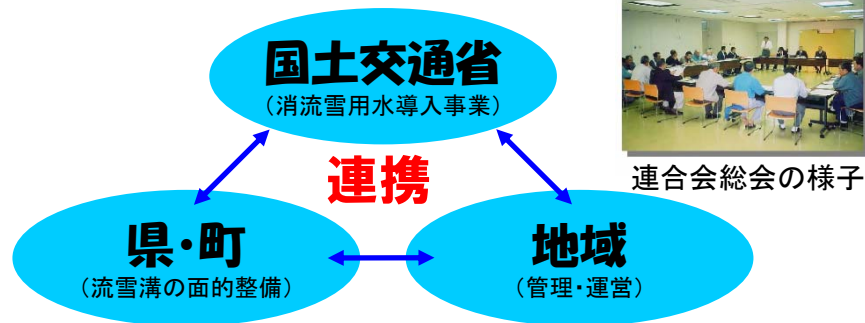 国土交通省
（消流雪用水導入事業）
連携
連合会総会の様子
県・町
（流雪溝の面的整備）
地域
（管理・運営）